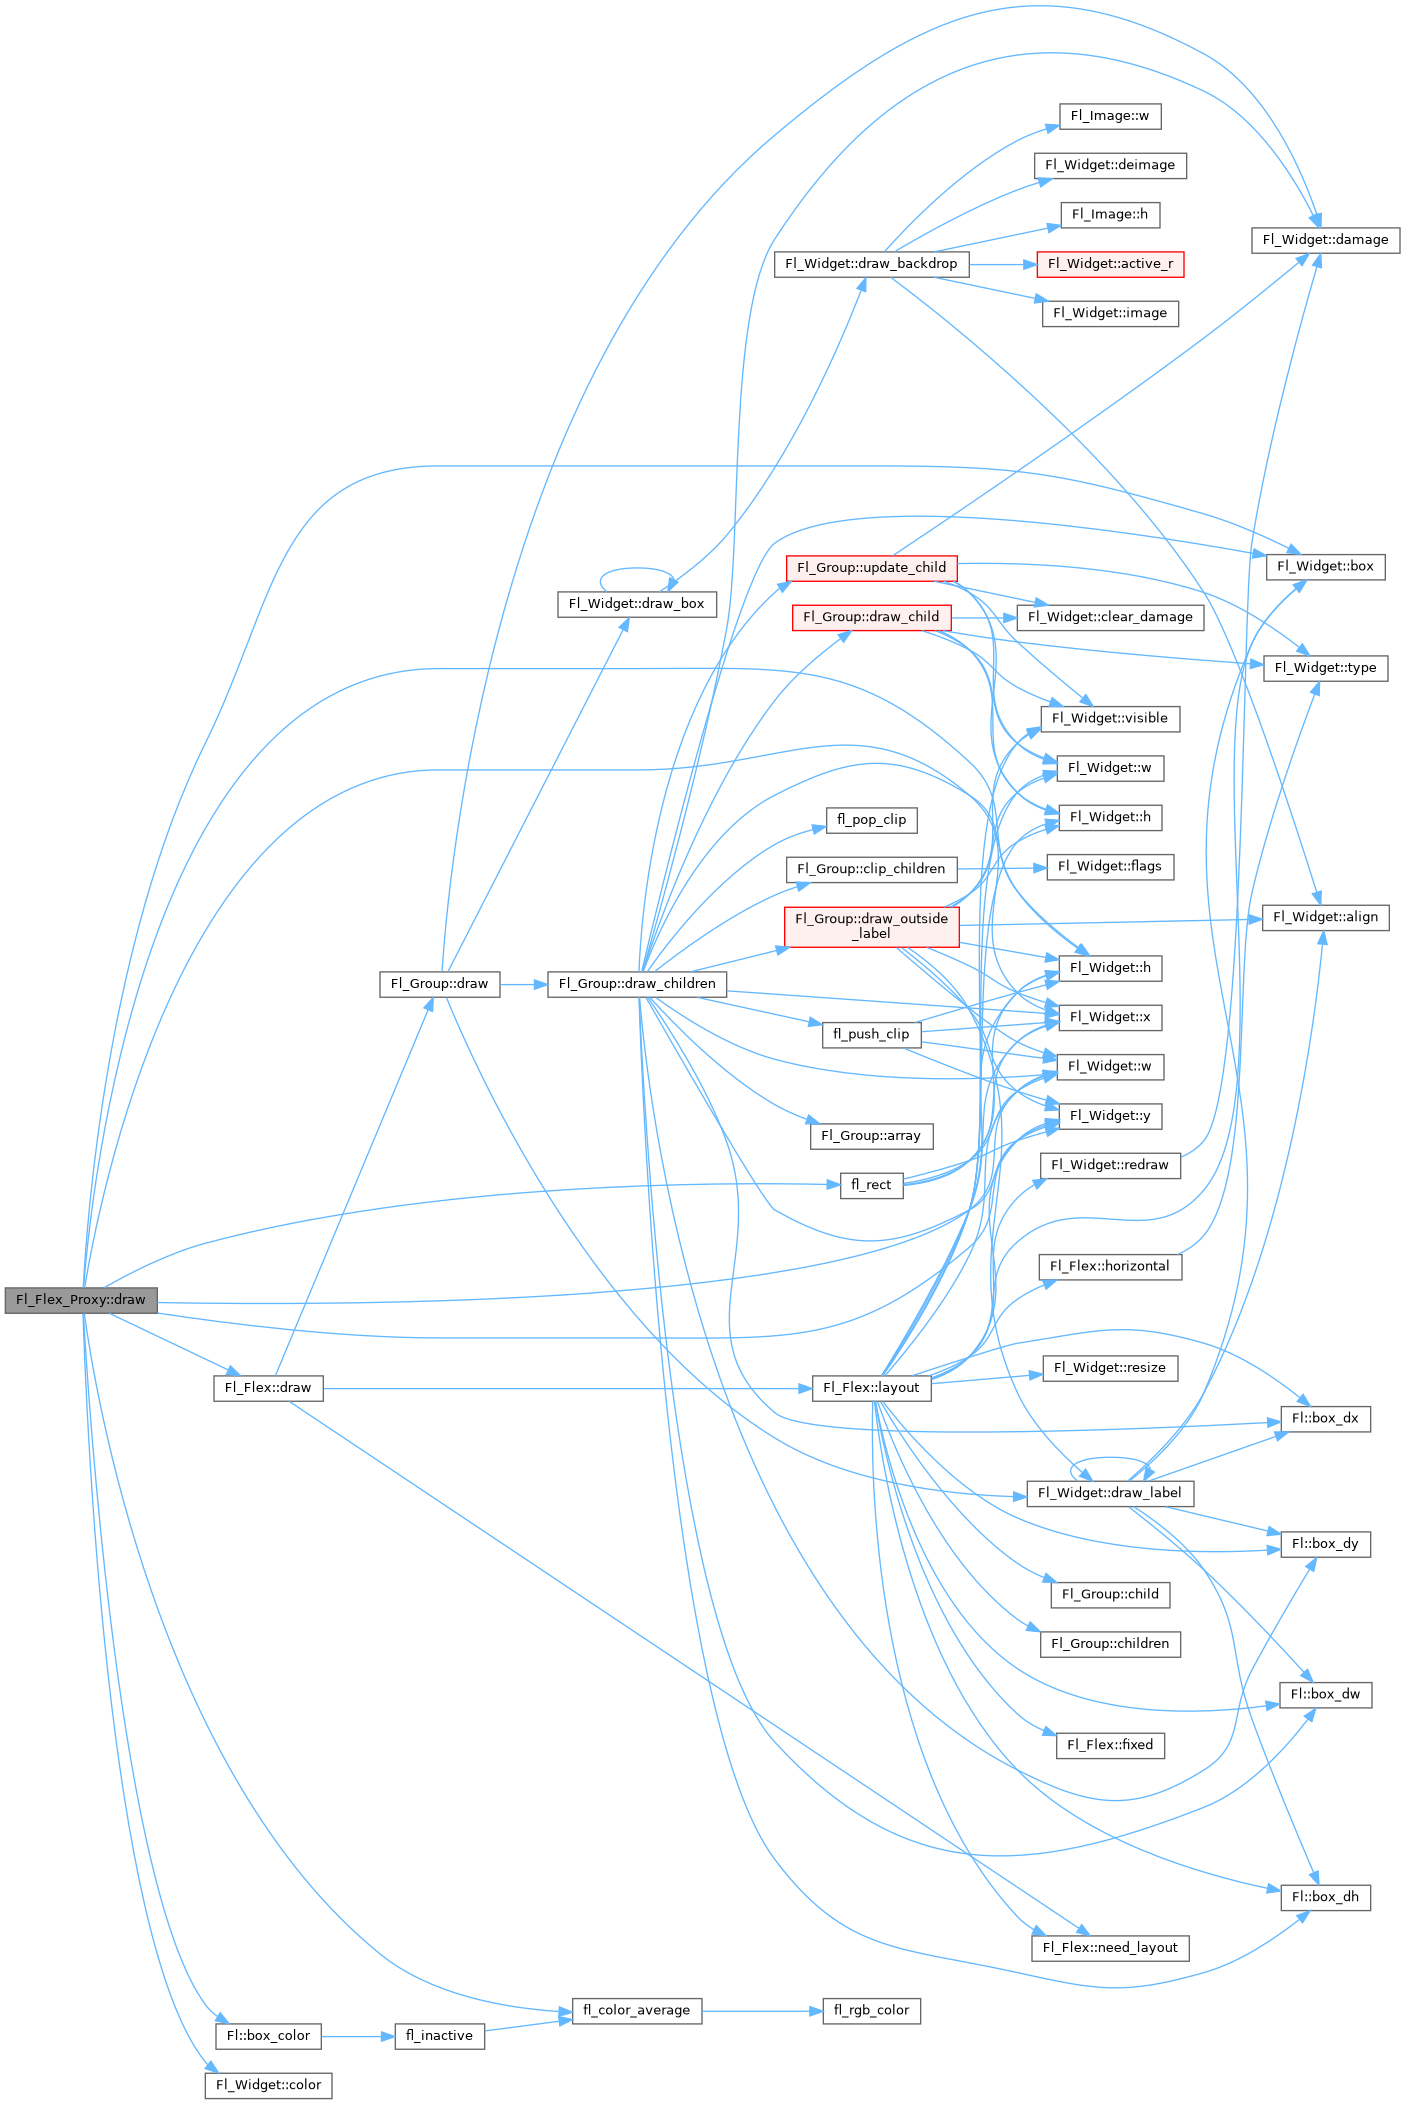 Fl_Image::w
Fl_Widget::deimage
Fl_Image::h
Fl_Widget::damage
Fl_Widget::draw_backdrop
Fl_Widget::active_r
Fl_Widget::image
Fl_Group::update_child
Fl_Widget::box
Fl_Widget::draw_box
Fl_Group::draw_child
Fl_Widget::clear_damage
Fl_Widget::type
Fl_Widget::visible
Fl_Widget::w
fl_pop_clip
Fl_Widget::h
Fl_Group::clip_children
Fl_Widget::flags
Fl_Group::draw_outside
_label
Fl_Widget::align
Fl_Widget::h
Fl_Group::draw
Fl_Group::draw_children
Fl_Widget::x
fl_push_clip
Fl_Widget::w
Fl_Widget::y
Fl_Group::array
Fl_Widget::redraw
fl_rect
Fl_Flex::horizontal
Fl_Flex_Proxy::draw
Fl_Widget::resize
Fl_Flex::draw
Fl_Flex::layout
Fl::box_dx
Fl_Widget::draw_label
Fl::box_dy
Fl_Group::child
Fl_Group::children
Fl::box_dw
Fl_Flex::fixed
Fl::box_dh
Fl_Flex::need_layout
fl_color_average
fl_rgb_color
Fl::box_color
fl_inactive
Fl_Widget::color